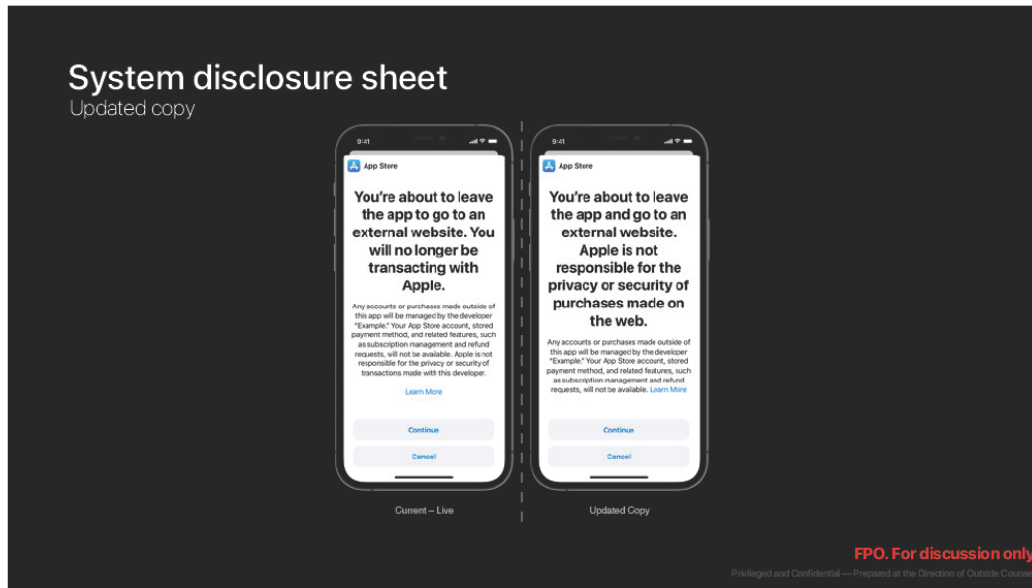 System disclosure sheet
Updated copy
9:41
App Store
You're about to leave
the app to go to an
external website. You
will no longer be
transacting with
Apple.
Any accounts or purchases made outside of
this app will be managed by the developer
"Example." Your App Store account, stored
payment method, and related features, such
as subscription management and refund
requests, will not be available. Apple is not
responsible for the privacy or security of
transactions made with this developer.
Learn More
Continue
Cancel
Current – Live
9:41
App Store
You're about to leave
the app and go to an
external website.
Apple is not
responsible for the
privacy or security of
purchases made on
the web.
Any accounts or purchases made outside of
this app will be managed by the developer
"Example." Your App Store account, stored
payment method, and related features, such
as subscription management and refund
requests, will not be available. Learn More
Continue
Cancel
Updated Copy
FPO. For discussion only
Privileged and Confidential — Prepared at the Direction of Outside